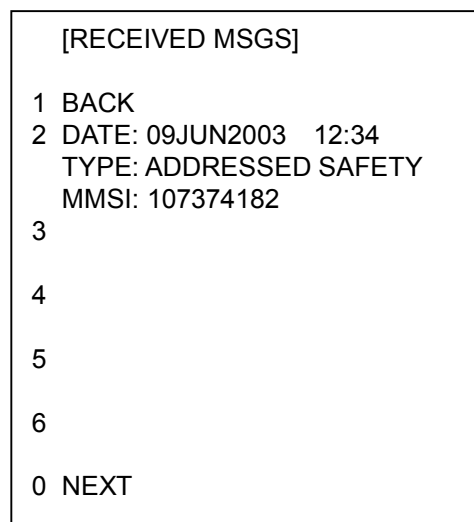 [RECEIVED MSGS]
1 BACK
2 DATE: 09JUN2003 12:34
TYPE: ADDRESSED SAFETY
MMSI: 107374182
3
4
5
6
0 NEXT